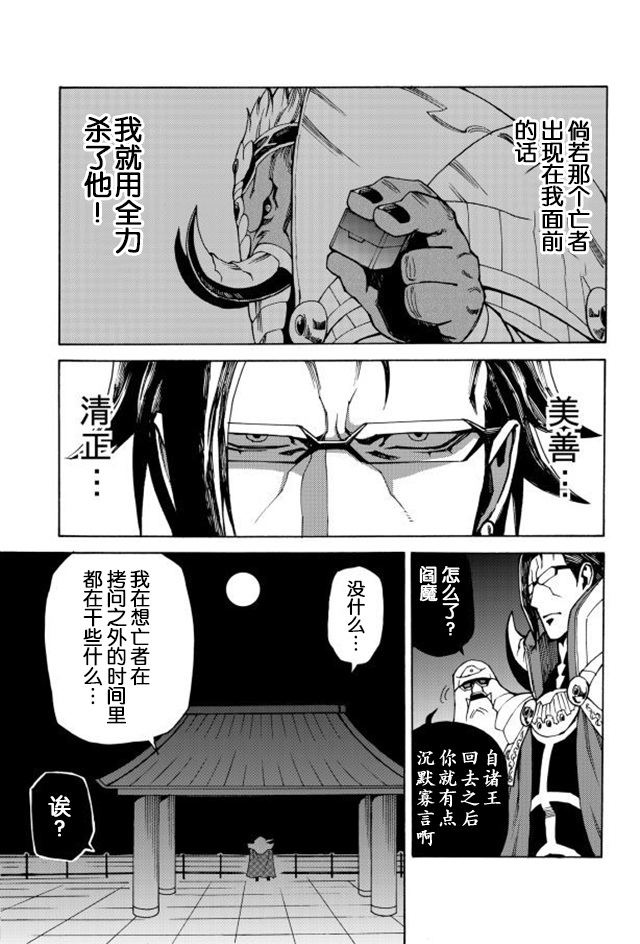 倘若那个亡者
出现在我面前
的话
我就用全力
杀了他！
美善…
清正…
怎么了？
阎魔
自诸王
回去之后
你就有点
沉默寡言
啊
没什么…
我在想亡者在
拷问之外的时间里
都在干些什么…
诶？